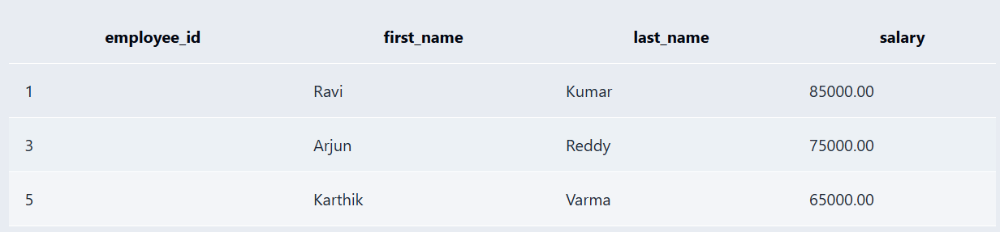 employee_id first_name last_name salary
1 Ravi Kumar 85000.00
3 Arjun Reddy 75000.00
5 Karthik Varma 65000.00